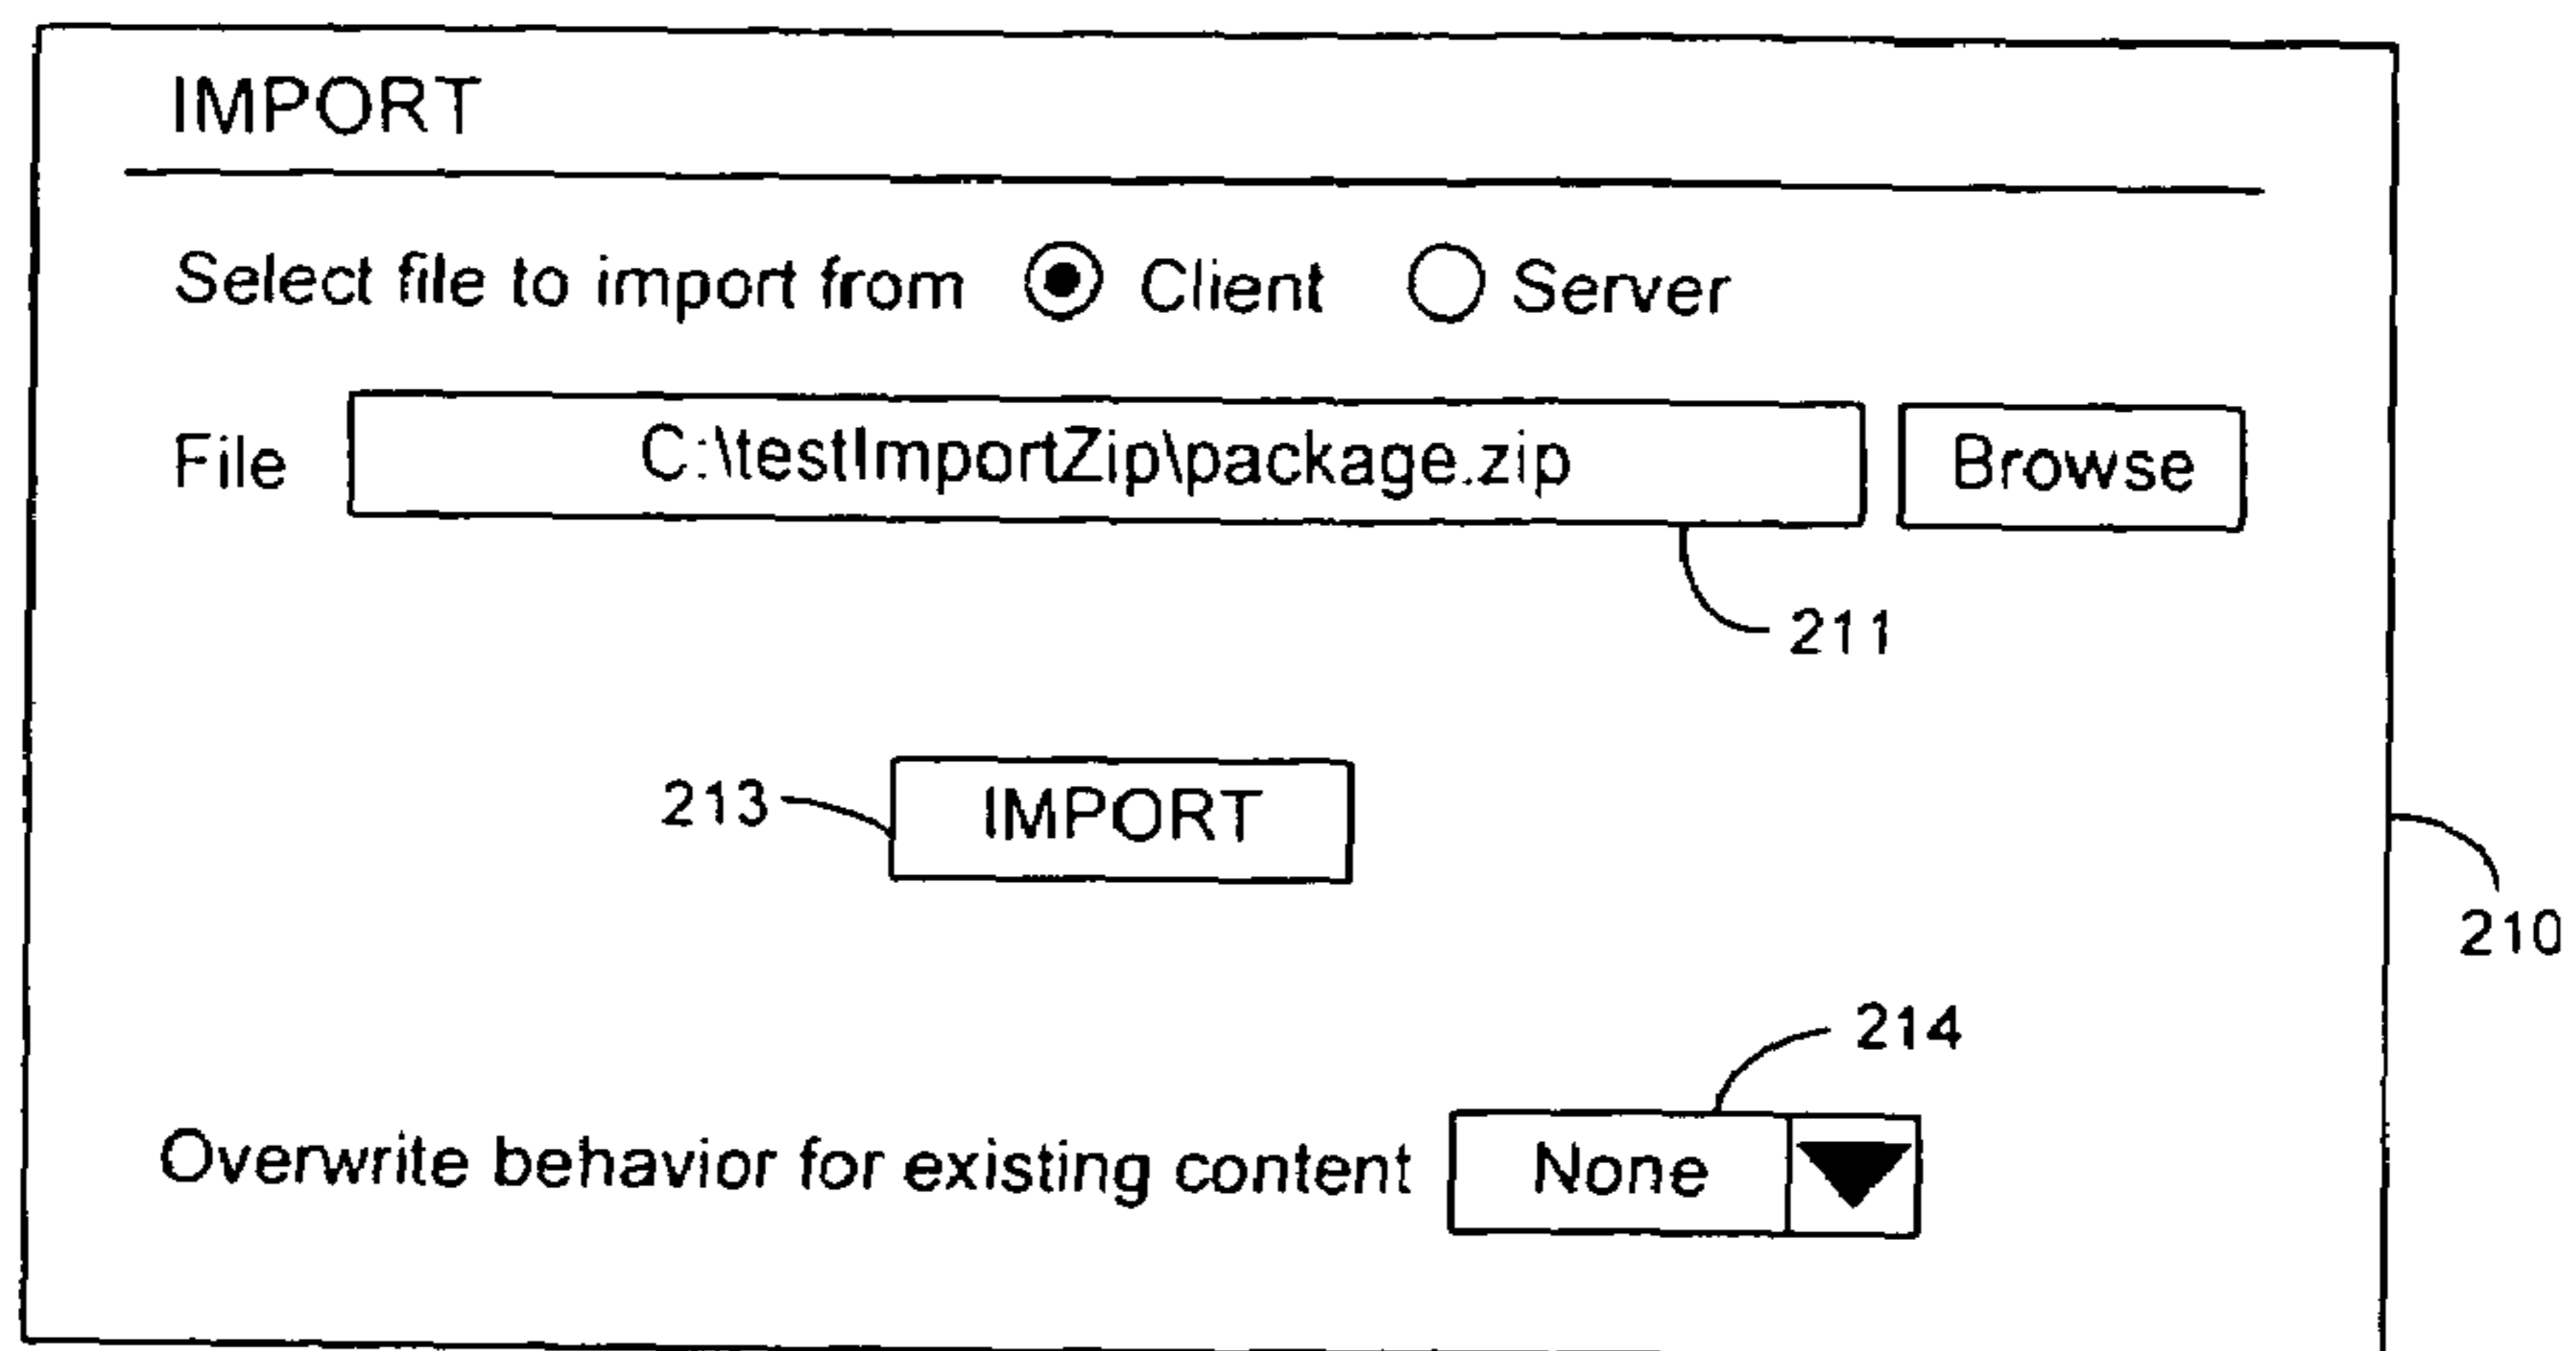 IMPORT
Select file to import from Client Server
File C:\testImportZip\package.zip Browse
211
213 IMPORT
210
214
Overwrite behavior for existing content None